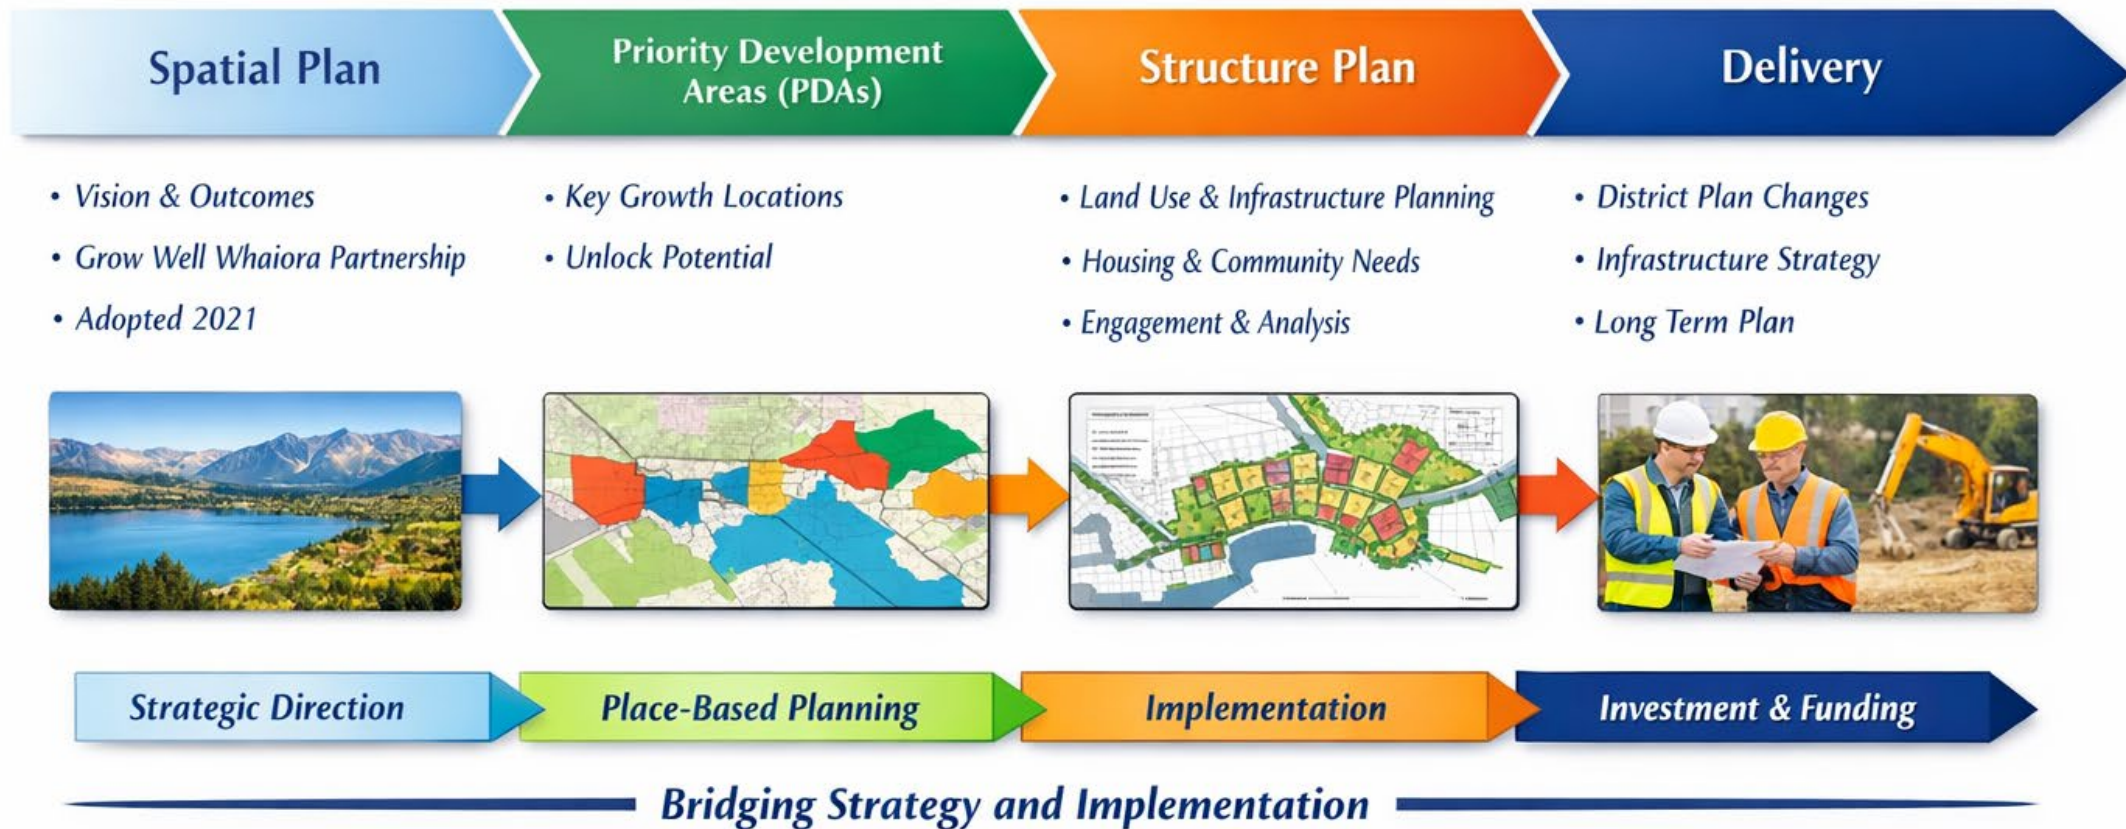 Spatial Plan
Priority Development
Areas (PDAs)
Structure Plan
Delivery
• Vision & Outcomes
• Grow Well Whaiora Partnership
• Adopted 2021
• Key Growth Locations
• Unlock Potential
• Land Use & Infrastructure Planning
• Housing & Community Needs
• Engagement & Analysis
• District Plan Changes
• Infrastructure Strategy
• Long Term Plan
Strategic Direction
Place-Based Planning
Implementation
Investment & Funding
Bridging Strategy and Implementation